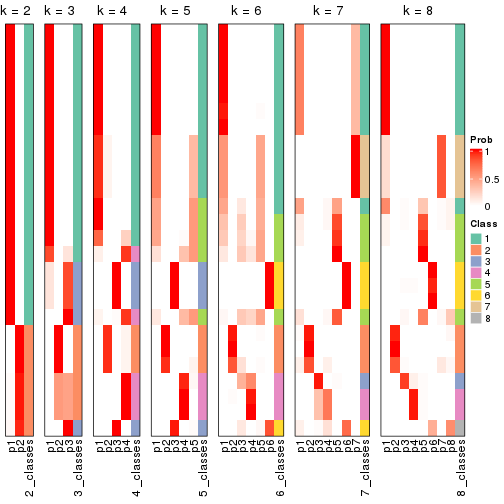 k = 2
k = 3
k = 4
k = 5
k = 6
k = 7
k = 8
Prob
1
0.5
0
Class
1
2
3
4
5
6
7
8
p1
p2
2_classes
p1
p2
p3
3_classes
p1
p2
p3
p4
4_classes
p1
p2
p3
p4
p5
5_classes
p1
p2
p3
p4
p5
p6
6_classes
p1
p2
p3
p4
p5
p6
p7
7_classes
p1
p2
p3
p4
p5
p6
p7
p8
8_classes